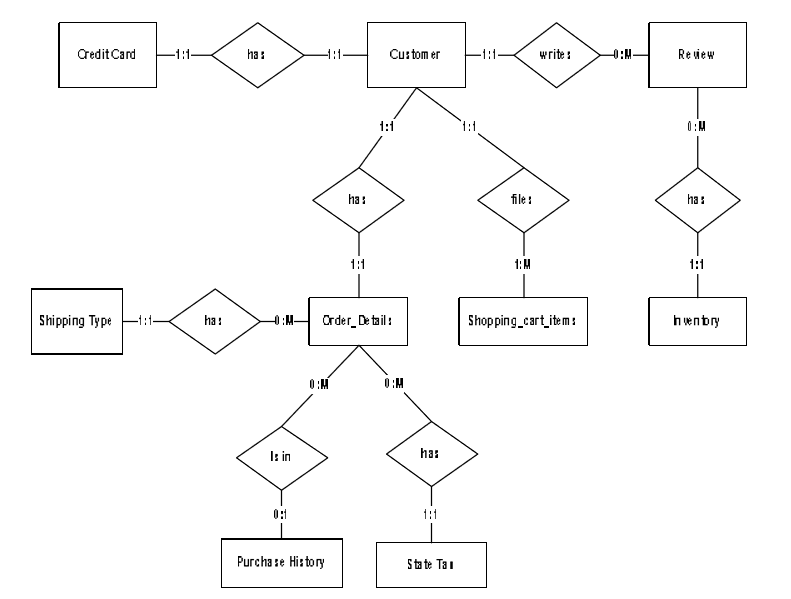 Credit Card 1:1 has 1:1 Customer 1:1 writes 0:M Review
1:1 1:1 0:M
has files has
1:1 1:M 1:1
Shipping Type 1:1 has 0:M Order_Details Shopping_cart_items Inventory
0:M 0:M
Is in has
0:1 1:1
Purchase History State Tax